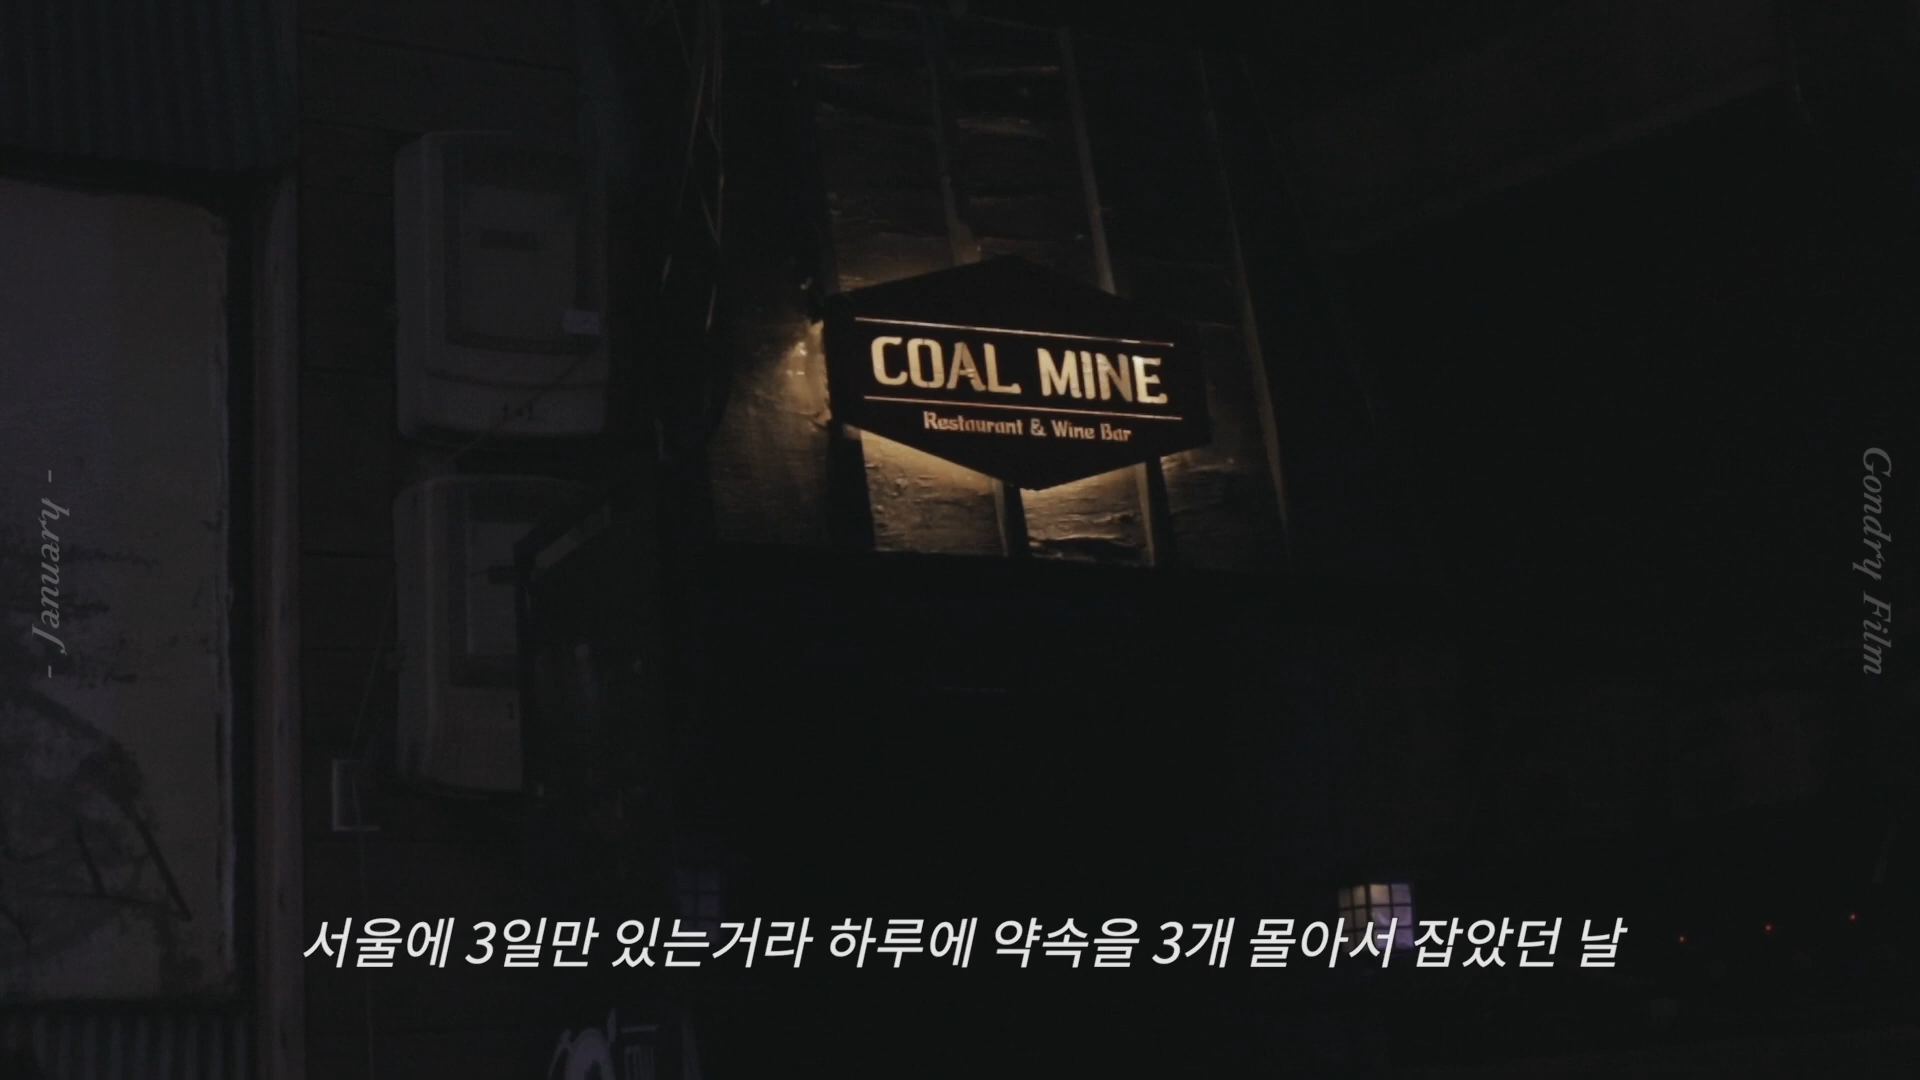 COAL MINE
Restaurant & Wine Bar
- January -
Gondry Film
서울에 3일만 있는거라 하루에 약속을 3개 몰아서 잡았던 날